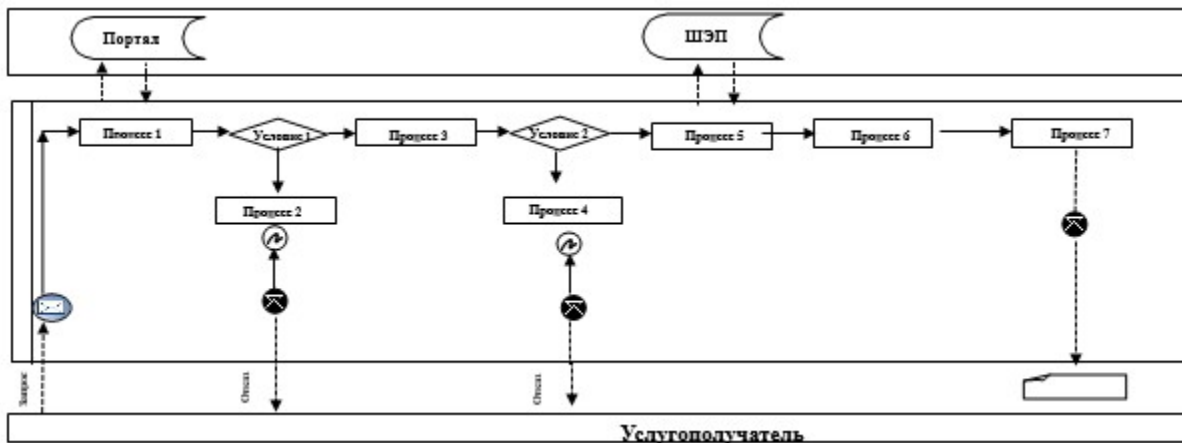 Портал
ШЭП
Процесс 1
Условие 1
Процесс 3
Условие 2
Процесс 5
Процесс 6
Процесс 7
Процесс 2
Процесс 4
Запрос
Отказ
Отказ
Услугополучатель